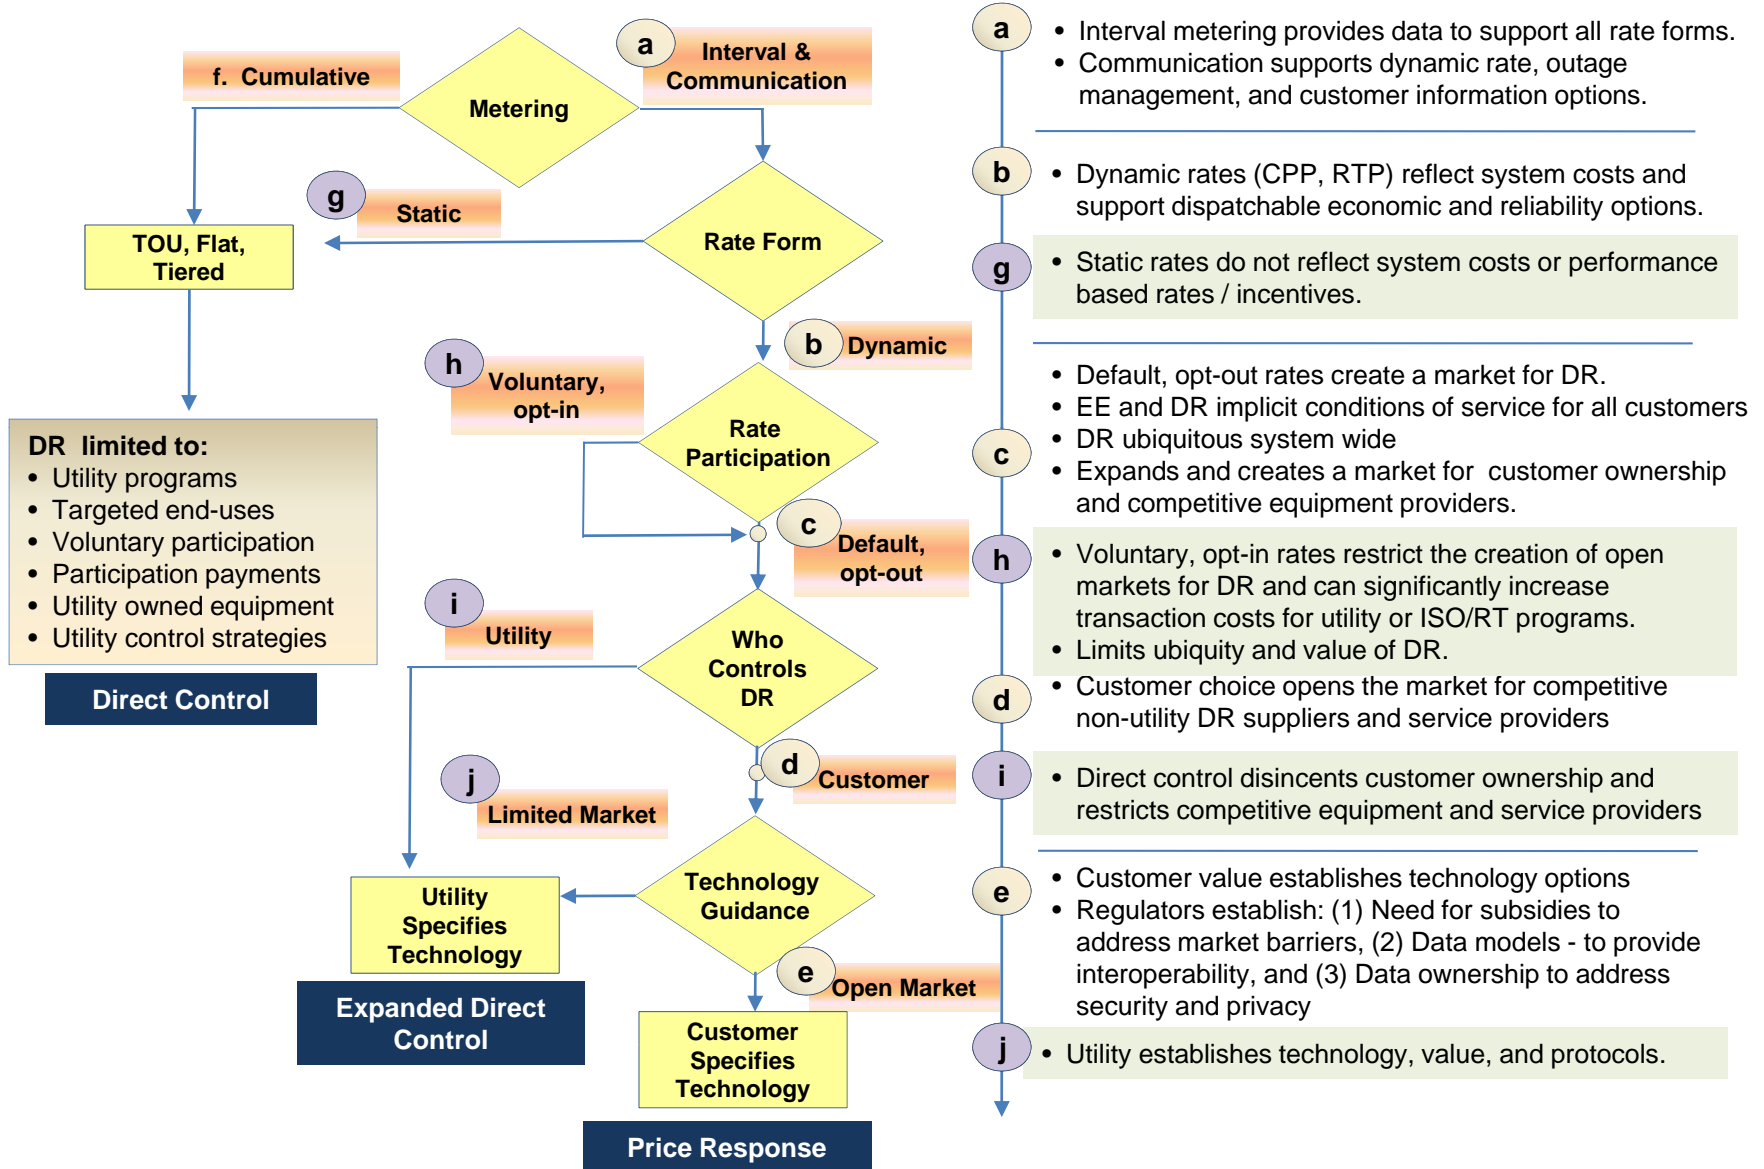 f. Cumulative
a
Interval &
Communication
Metering
g
Static
TOU, Flat,
Tiered
Rate Form
b
Dynamic
h
Voluntary,
opt-in
Rate
Participation
c
Default,
opt-out
DR limited to:
• Utility programs
• Targeted end-uses
• Voluntary participation
• Participation payments
• Utility owned equipment
• Utility control strategies
Direct Control
i
Utility
Who
Controls
DR
d
Customer
j
Limited Market
Technology
Guidance
Utility
Specifies
Technology
Expanded Direct
Control
e
Open Market
Customer
Specifies
Technology
Price Response
a
• Interval metering provides data to support all rate forms.
• Communication supports dynamic rate, outage
management, and customer information options.
b
• Dynamic rates (CPP, RTP) reflect system costs and
support dispatchable economic and reliability options.
g
• Static rates do not reflect system costs or performance
based rates / incentives.
c
• Default, opt-out rates create a market for DR.
• EE and DR implicit conditions of service for all customers
• DR ubiquitous system wide
• Expands and creates a market for customer ownership
and competitive equipment providers.
h
• Voluntary, opt-in rates restrict the creation of open
markets for DR and can significantly increase
transaction costs for utility or ISO/RT programs.
• Limits ubiquity and value of DR.
d
• Customer choice opens the market for competitive
non-utility DR suppliers and service providers
i
• Direct control disincents customer ownership and
restricts competitive equipment and service providers
e
• Customer value establishes technology options
• Regulators establish: (1) Need for subsidies to
address market barriers, (2) Data models - to provide
interoperability, and (3) Data ownership to address
security and privacy
j
• Utility establishes technology, value, and protocols.